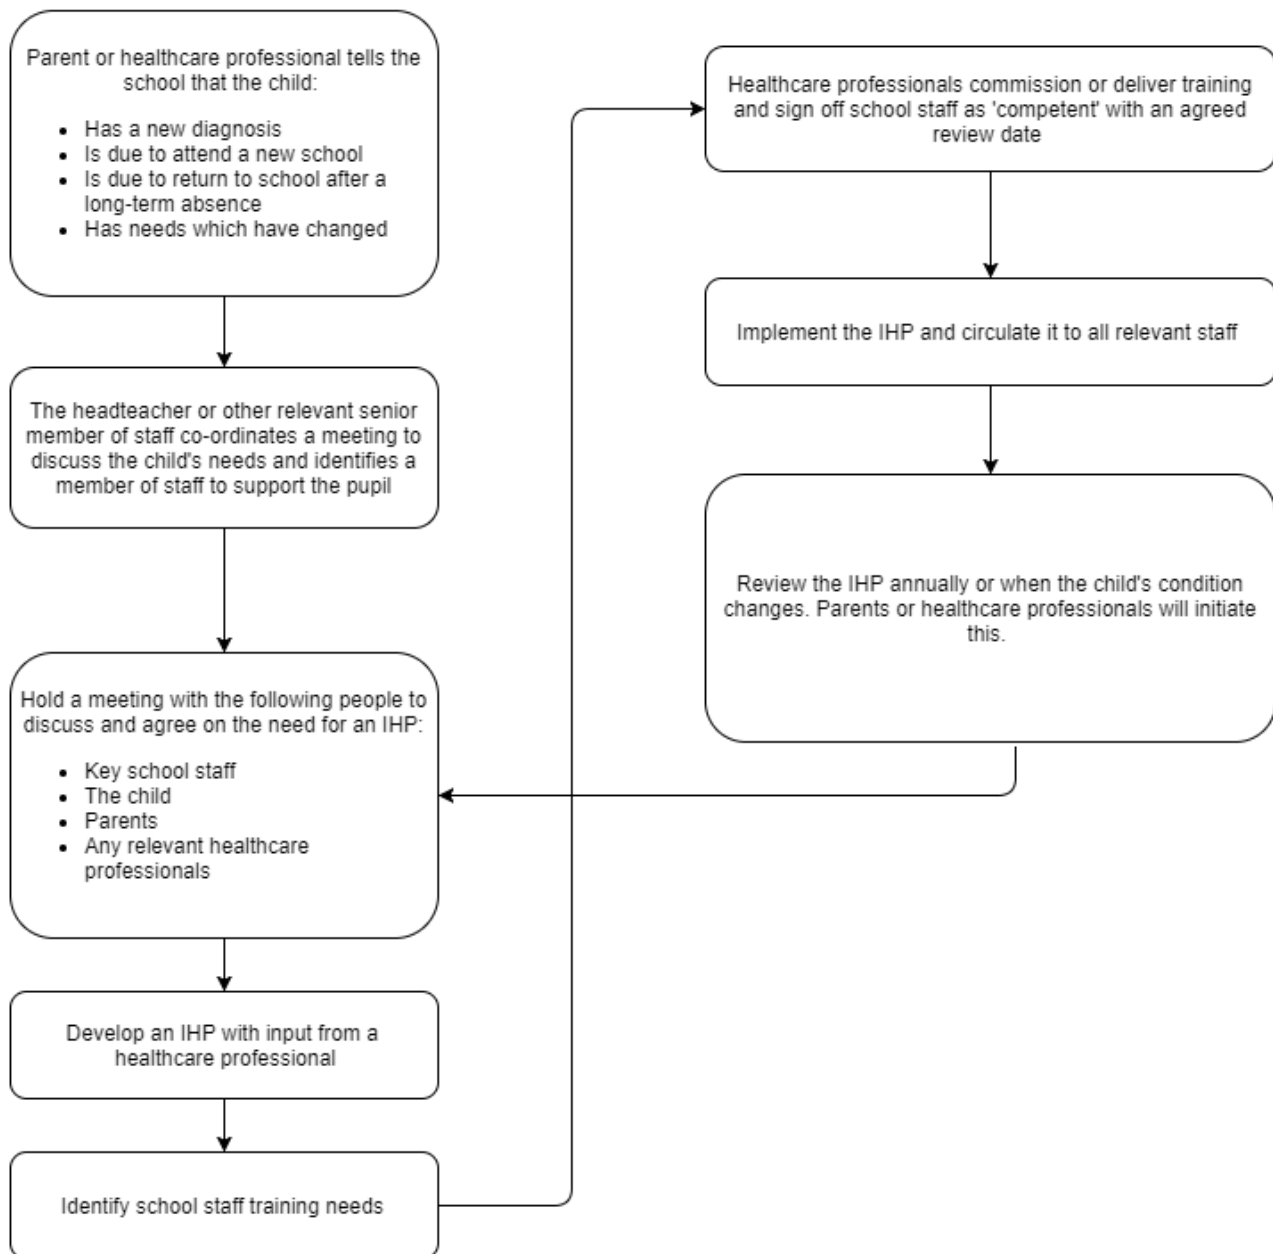 Parent or healthcare professional tells the
school that the child:
• Has a new diagnosis
• Is due to attend a new school
• Is due to return to school after a
long-term absence
• Has needs which have changed
The headteacher or other relevant senior
member of staff co-ordinates a meeting to
discuss the child's needs and identifies a
member of staff to support the pupil
Hold a meeting with the following people to
discuss and agree on the need for an IHP:
• Key school staff
• The child
• Parents
• Any relevant healthcare
professionals
Develop an IHP with input from a
healthcare professional
Identify school staff training needs
Healthcare professionals commission or deliver training
and sign off school staff as 'competent' with an agreed
review date
Implement the IHP and circulate it to all relevant staff
Review the IHP annually or when the child's condition
changes. Parents or healthcare professionals will initiate
this.